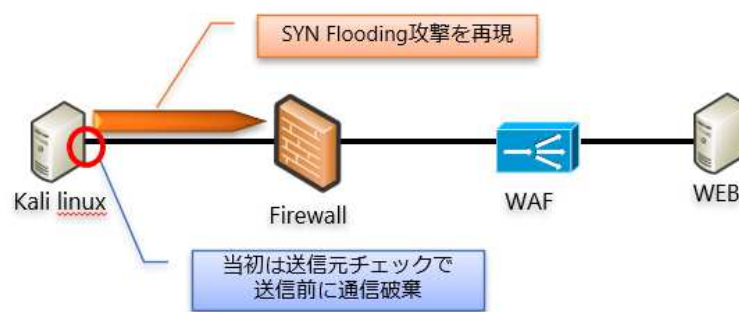 SYN Flooding攻撃を再現
Kali linux
Firewall
WAF
WEB
当初は送信元チェックで
送信前に通信破棄